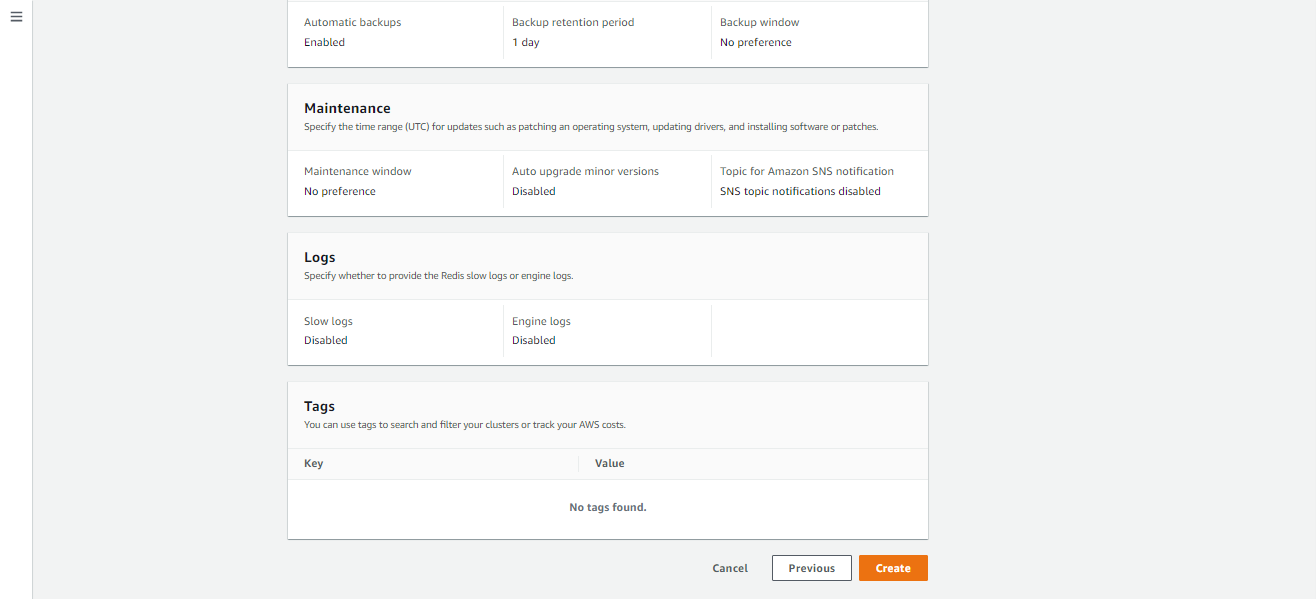 Automatic backups
Enabled
Backup retention period
1 day
Backup window
No preference
Maintenance
Specify the time range (UTC) for updates such as patching an operating system, updating drivers, and installing software or patches.
Maintenance window
No preference
Auto upgrade minor versions
Disabled
Topic for Amazon SNS notification
SNS topic notifications disabled
Logs
Specify whether to provide the Redis slow logs or engine logs.
Slow logs
Disabled
Engine logs
Disabled
Tags
You can use tags to search and filter your clusters or track your AWS costs.
Key Value
No tags found.
Cancel Previous Create